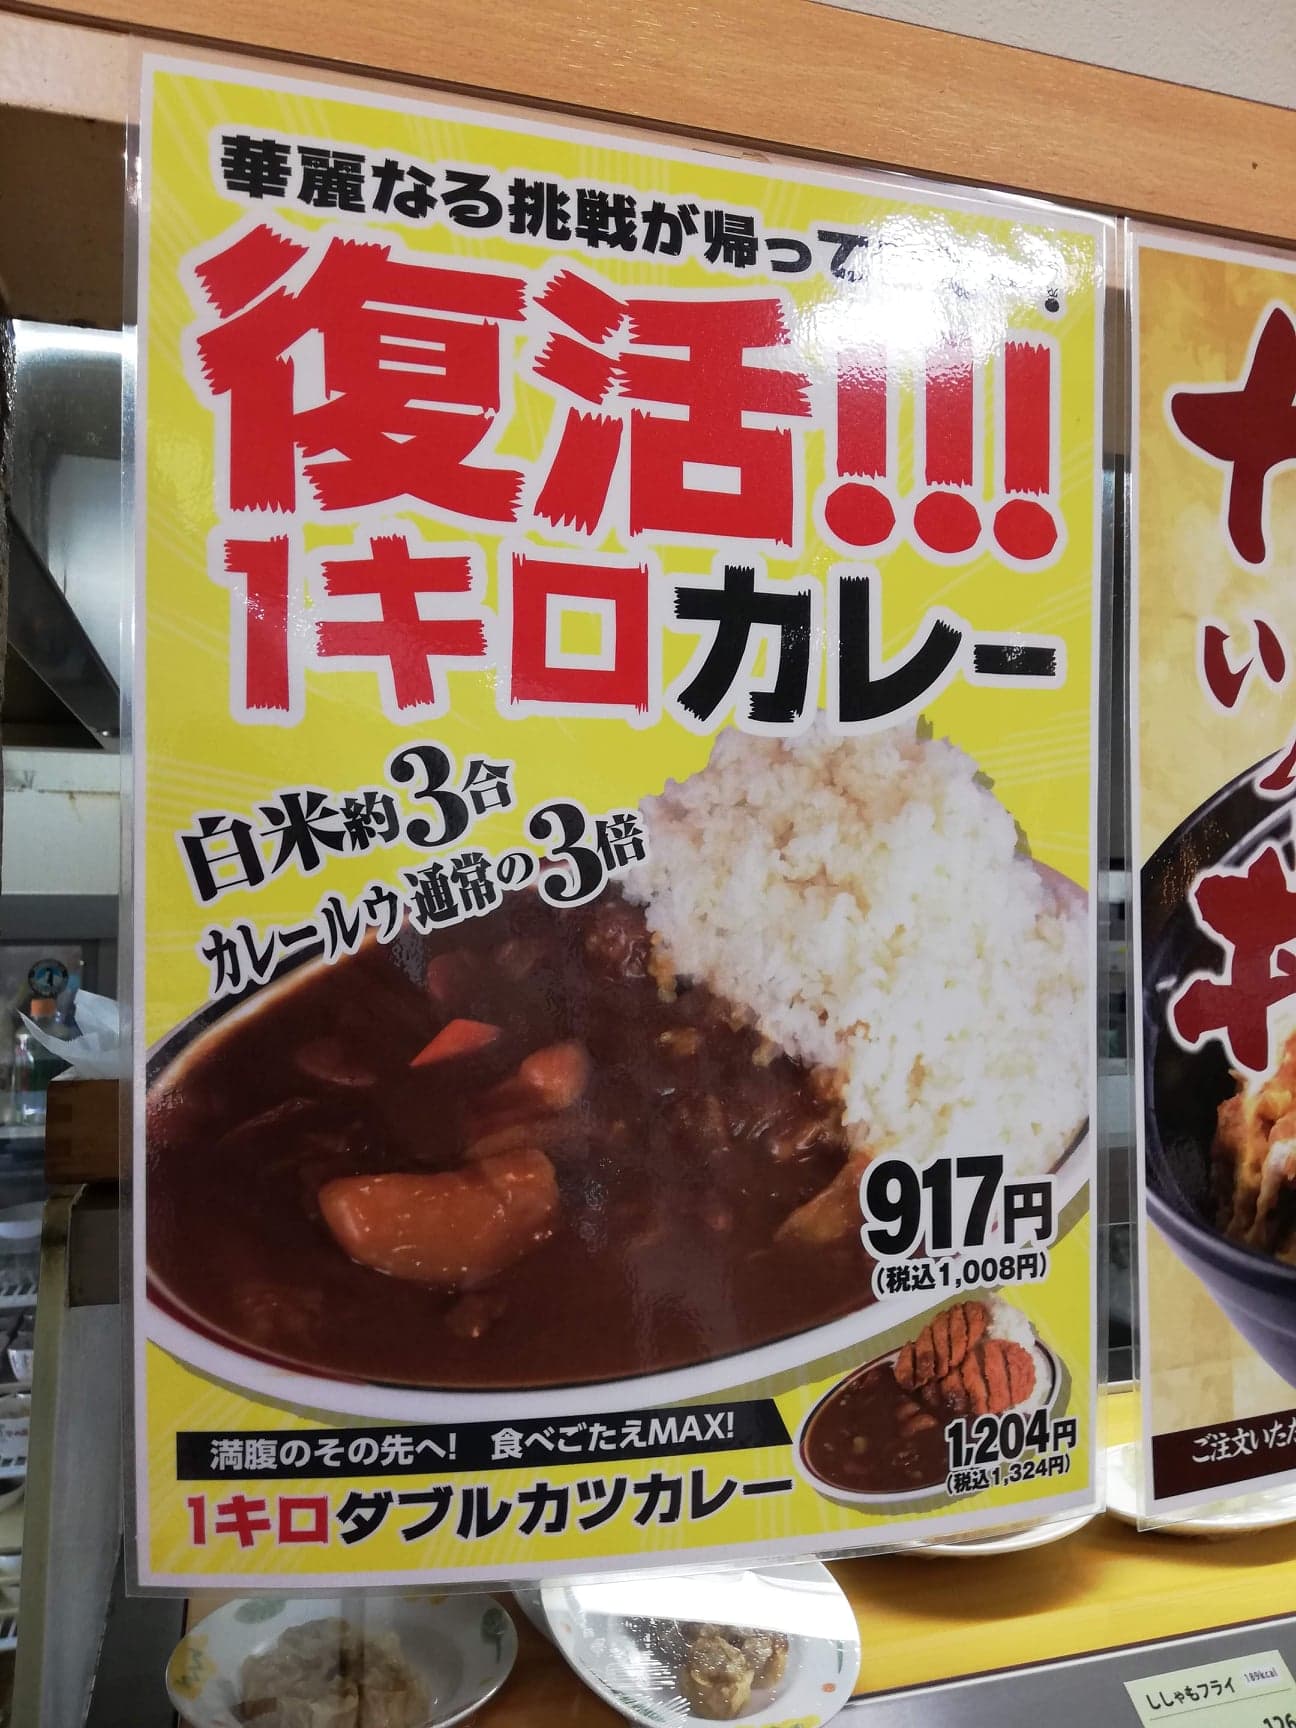 華麗なる挑戦が帰って
復活!!!
1キロカレー
白米約3合
カレールウ通常の3倍
917円
(税込1,008円)
1,204円
(税込1,324円)
満腹のその先へ! 食べごたえMAX!
1キロダブルカツカレー
い
丼
ご注文いただ
ししゃもフライ 189kcal